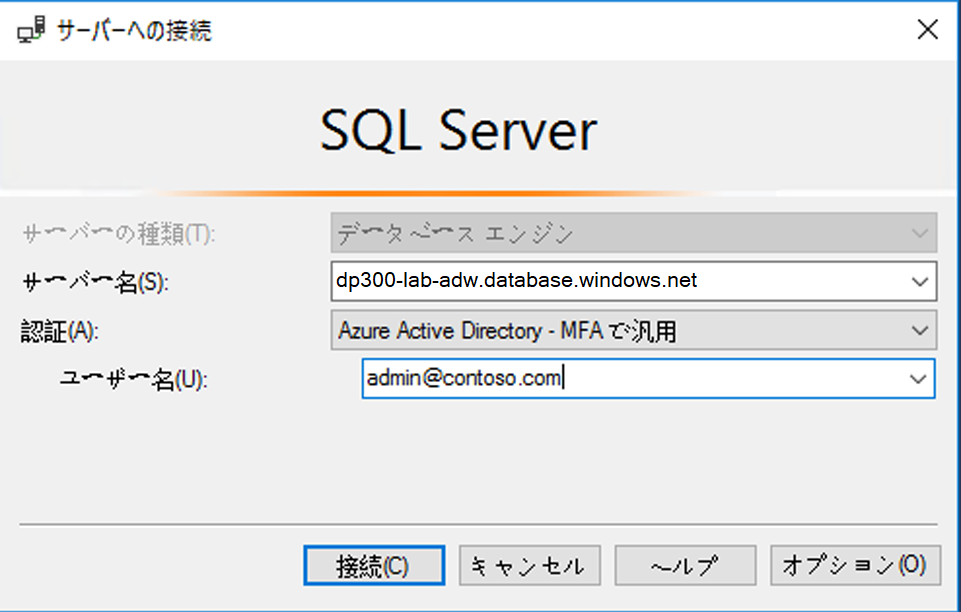 サーバーへの接続
SQL Server
サーバーの種類(T): データベース エンジン
サーバー名(S): dp300-lab-adw.database.windows.net
認証(A): Azure Active Directory - MFA で汎用
ユーザー名(U): admin@contoso.com
接続(C) キャンセル ヘルプ オプション(O)